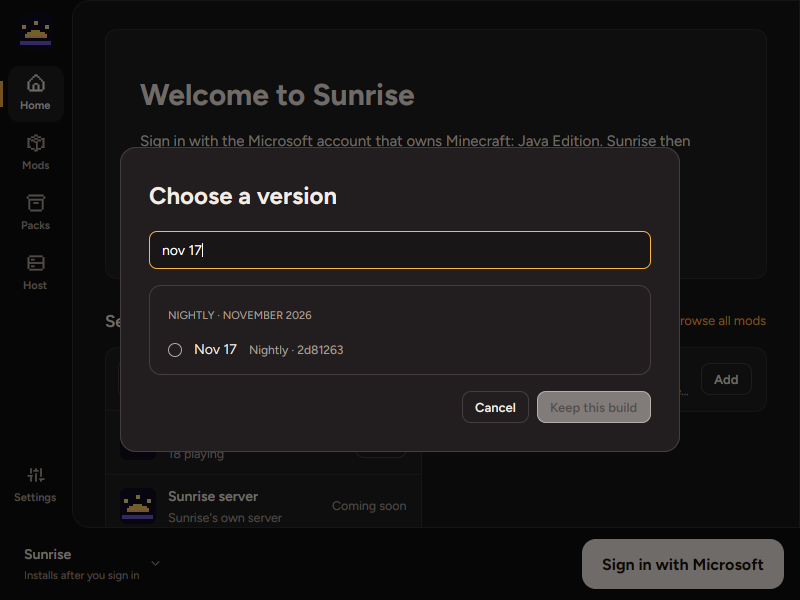 Home
Mods
Packs
Host
Settings
Welcome to Sunrise
Sign in with the Microsoft account that owns Minecraft: Java Edition. Sunrise then
Choose a version
nov 17
NIGHTLY · NOVEMBER 2026
Nov 17 Nightly · 2d81263
Cancel
Keep this build
rowse all mods
Add
18 playing
Sunrise server
Sunrise's own server
Coming soon
Sunrise
Installs after you sign in
Sign in with Microsoft